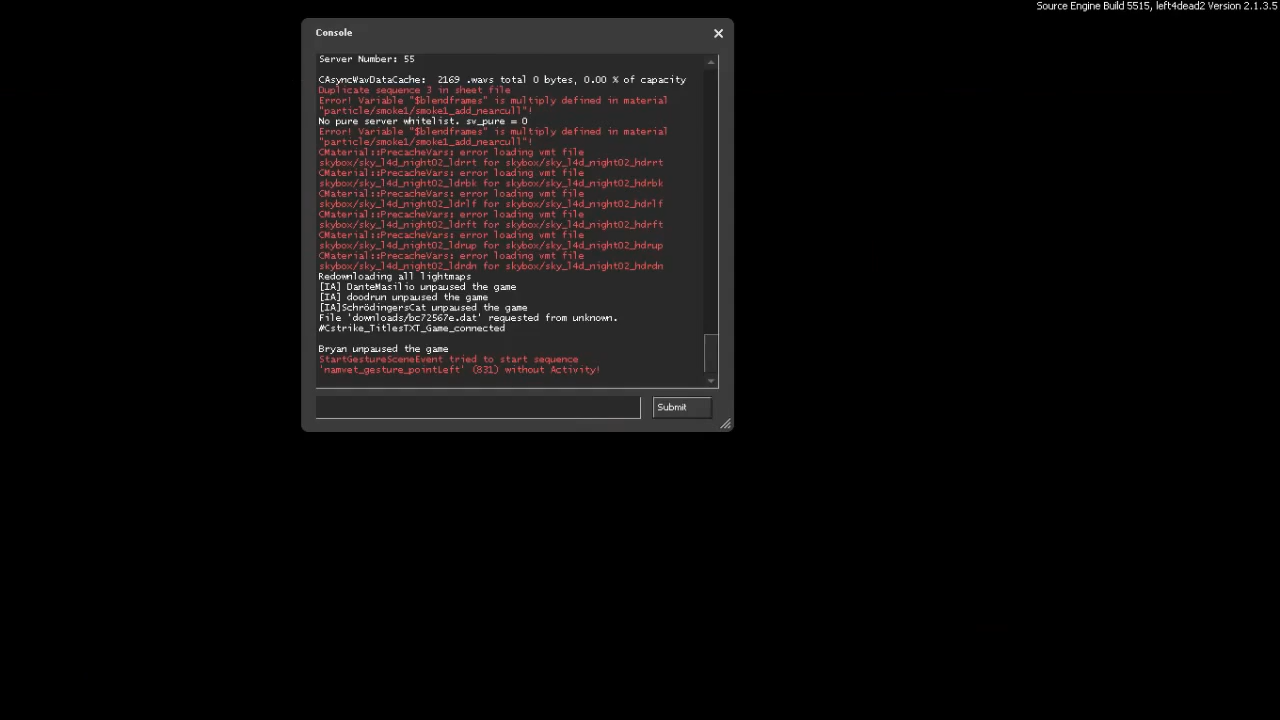 Source Engine Build 5515, left4dead2 Version 2.1.3.5
Console
Server Number: 55
CAsyncWavDataCache:  2169 .wavs total 0 bytes, 0.00 % of capacity
Duplicate sequence 3 in sheet file
Error! Variable "$blendframes" is multiply defined in material
"particle/smoke1/smoke1_add_nearcull"!
No pure server whitelist. sv_pure = 0
Error! Variable "$blendframes" is multiply defined in material
"particle/smoke1/smoke1_add_nearcull"!
CMaterial::PrecacheVars: error loading vmt file
skybox/sky_l4d_night02_ldrrt for skybox/sky_l4d_night02_hdrrt
CMaterial::PrecacheVars: error loading vmt file
skybox/sky_l4d_night02_ldrbk for skybox/sky_l4d_night02_hdrbk
CMaterial::PrecacheVars: error loading vmt file
skybox/sky_l4d_night02_ldrlf for skybox/sky_l4d_night02_hdrlf
CMaterial::PrecacheVars: error loading vmt file
skybox/sky_l4d_night02_ldrft for skybox/sky_l4d_night02_hdrft
CMaterial::PrecacheVars: error loading vmt file
skybox/sky_l4d_night02_ldrup for skybox/sky_l4d_night02_hdrup
CMaterial::PrecacheVars: error loading vmt file
skybox/sky_l4d_night02_ldrdn for skybox/sky_l4d_night02_hdrdn
Redownloading all lightmaps
[IA] DanteMasilio unpaused the game
[IA] doodrun unpaused the game
[IA]SchrödingersCat unpaused the game
File 'downloads/bc72567e.dat' requested from unknown.
#Cstrike_TitlesTXT_Game_connected
Bryan unpaused the game
StartGestureSceneEvent tried to start sequence
'namvet_gesture_pointLeft' (831) without Activity!
Submit